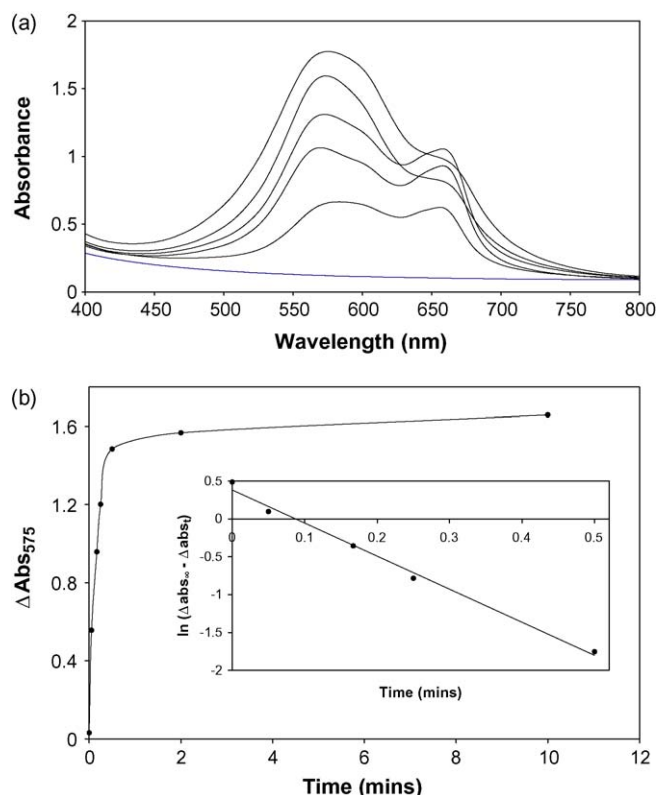 (a)
2
1.5
1
0.5
0
Absorbance
400 450 500 550 600 650 700 750 800
Wavelength (nm)
(b)
1.6
1.2
0.8
0.4
0
ΔAbs575
0 2 4 6 8 10 12
Time (mins)
0.5
0
-0.5
-1
-1.5
-2
ln (Δabs∞ - Δabst)
0 0.1 0.2 0.3 0.4 0.5
Time (mins)